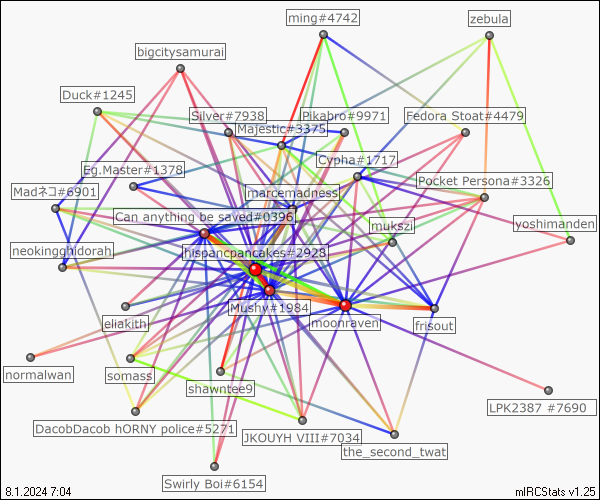 ming#4742
zebula
bigcitysamurai
Duck#1245
Silver#7938
Pikabro#9971
Fedora Stoat#4479
Majestic#3375
Cypha#1717
Eg.Master#1378
Pocket Persona#3326
Madネコ#6901
marcemadness
Can anything be saved#0396
mukszi
yoshimanden
neokingghidorah
hispancpancakes#2928
Mushy#1984
eliakith
moonraven
frisout
normalwan
somass
shawntee9
LPK2387 #7690
DacobDacob hORNY police#5271
JKOUYH VIII#7034
the_second_twat
Swirly Boi#6154
8.1.2024 7:04
mIRCStats v1.25